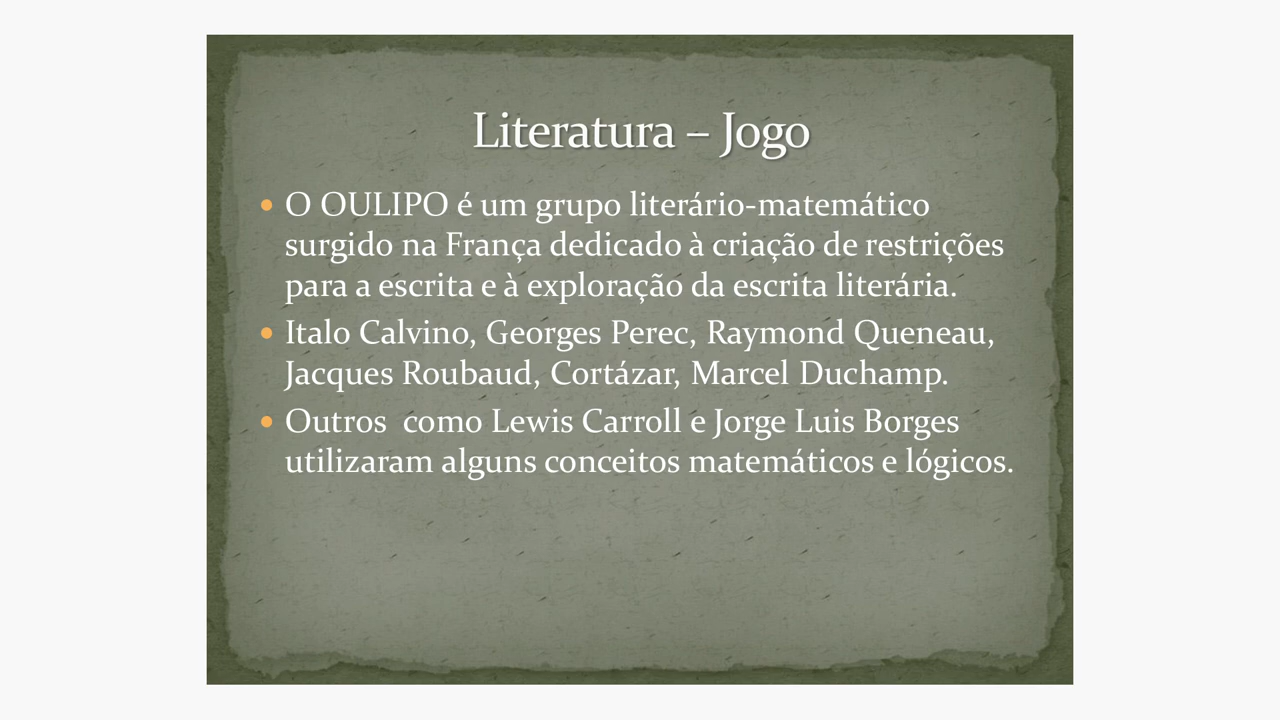 Literatura – Jogo
• O OULIPO é um grupo literário-matemático
surgido na França dedicado à criação de restrições
para a escrita e à exploração da escrita literária.
• Italo Calvino, Georges Perec, Raymond Queneau,
Jacques Roubaud, Cortázar, Marcel Duchamp.
• Outros  como Lewis Carroll e Jorge Luis Borges
utilizaram alguns conceitos matemáticos e lógicos.